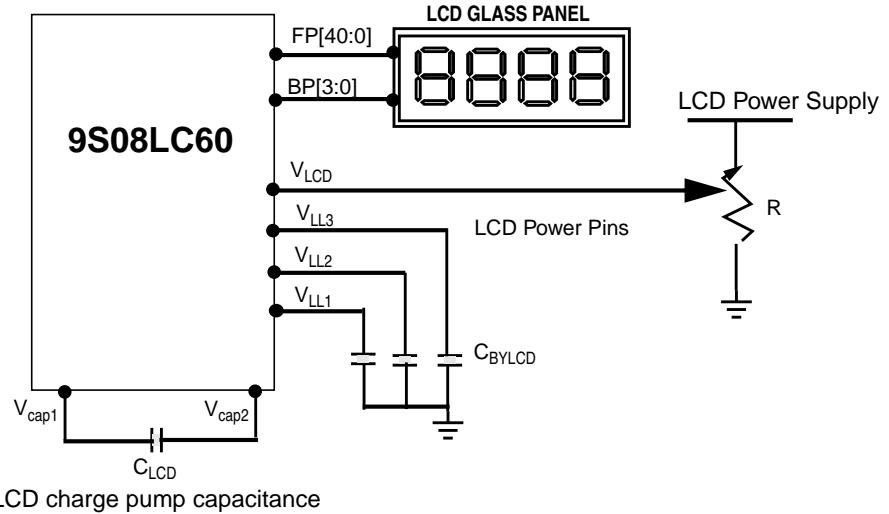 LCD GLASS PANEL
FP[40:0]
BP[3:0]
LCD Power Supply
9S08LC60
VLCD
R
VLL3
LCD Power Pins
VLL2
VLL1
CBYLCD
Vcap1
Vcap2
CLCD
LCD charge pump capacitance